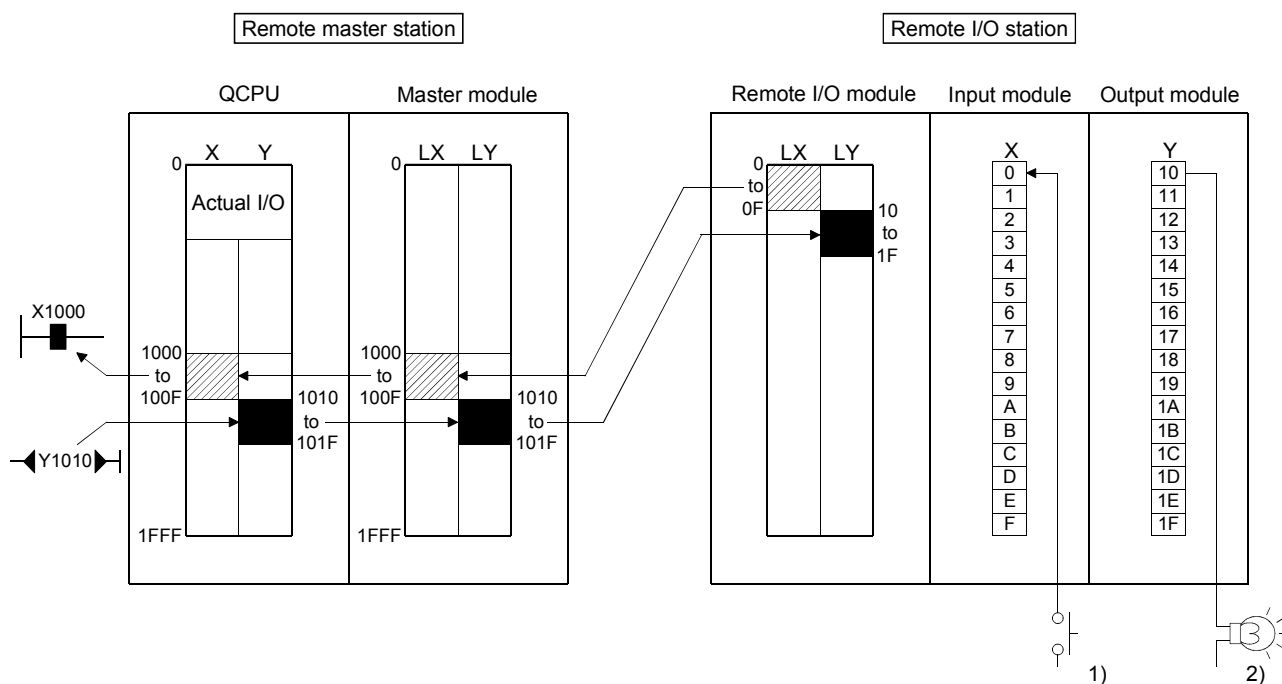 Remote master station
Remote I/O station
QCPU
Master module
Remote I/O module
Input module
Output module
X Y
LX LY
LX LY
X
Y
0
Actual I/O
0
0
to
0F
10
to
1F
0
1
2
3
4
5
6
7
8
9
A
B
C
D
E
F
10
11
12
13
14
15
16
17
18
19
1A
1B
1C
1D
1E
1F
X1000
1000
to
100F
1000
to
100F
Y1010
1010
to
101F
1010
to
101F
1FFF
1FFF
1)
2)